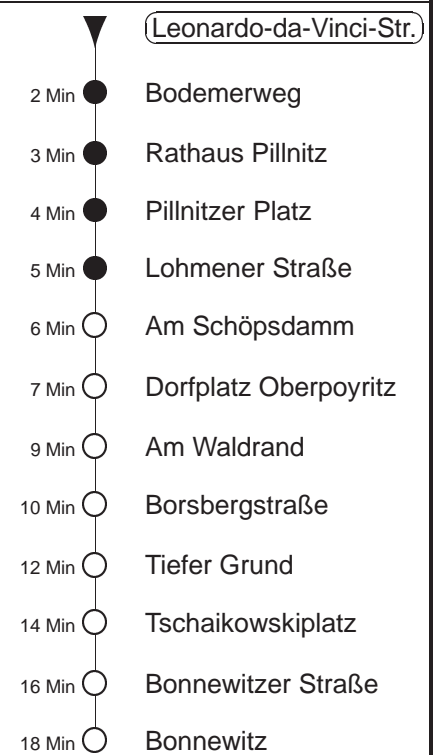 Leonardo-da-Vinci-Str.
2 Min Bodemerweg
3 Min Rathaus Pillnitz
4 Min Pillnitzer Platz
5 Min Lohmener Straße
6 Min Am Schöpsdamm
7 Min Dorfplatz Oberpoyritz
9 Min Am Waldrand
10 Min Borsbergstraße
12 Min Tiefer Grund
14 Min Tschaikowskiplatz
16 Min Bonnewitzer Straße
18 Min Bonnewitz